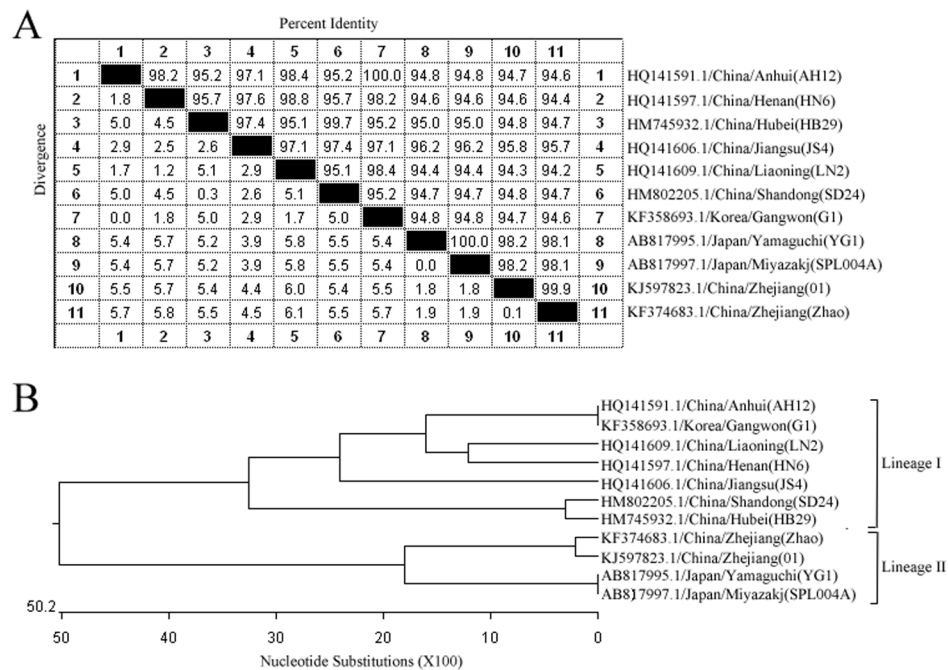 A
Percent Identity
Divergence
1 2 3 4 5 6 7 8 9 10 11
1 98.2 95.2 97.1 98.4 95.2 100.0 94.8 94.8 94.7 94.6 1 HQ141591.1/China/Anhui(AH12)
2 1.8 95.7 97.6 98.8 95.7 98.2 94.6 94.6 94.6 94.4 2 HQ141597.1/China/Henan(HN6)
3 5.0 4.5 97.4 95.1 99.7 95.2 95.0 95.0 94.8 94.7 3 HM745932.1/China/Hubei(HB29)
4 2.9 2.5 2.6 97.1 97.4 97.1 96.2 96.2 95.8 95.7 4 HQ141606.1/China/Jiangsu(JS4)
5 1.7 1.2 5.1 2.9 95.1 98.4 94.4 94.4 94.3 94.2 5 HQ141609.1/China/Liaoning(LN2)
6 5.0 4.5 0.3 2.6 5.1 95.2 94.7 94.7 94.8 94.7 6 HM802205.1/China/Shandong(SD24)
7 0.0 1.8 5.0 2.9 1.7 5.0 94.8 94.8 94.7 94.6 7 KF358693.1/Korea/Gangwon(G1)
8 5.4 5.7 5.2 3.9 5.8 5.5 5.4 100.0 98.2 98.1 8 AB817995.1/Japan/Yamaguchi(YG1)
9 5.4 5.7 5.2 3.9 5.8 5.5 5.4 0.0 98.2 98.1 9 AB817997.1/Japan/Miyazakj(SPL004A)
10 5.5 5.7 5.4 4.4 6.0 5.4 5.5 1.8 1.8 99.9 10 KJ597823.1/China/Zhejiang(01)
11 5.7 5.8 5.5 4.5 6.1 5.5 5.7 1.9 1.9 0.1 11 KF374683.1/China/Zhejiang(Zhao)
1 2 3 4 5 6 7 8 9 10 11
B
HQ141591.1/China/Anhui(AH12)
KF358693.1/Korea/Gangwon(G1)
HQ141609.1/China/Liaoning(LN2)
HQ141597.1/China/Henan(HN6)
HQ141606.1/China/Jiangsu(JS4)
HM802205.1/China/Shandong(SD24)
HM745932.1/China/Hubei(HB29)
Lineage I
KF374683.1/China/Zhejiang(Zhao)
KJ597823.1/China/Zhejiang(01)
AB817995.1/Japan/Yamaguchi(YG1)
AB817997.1/Japan/Miyazakj(SPL004A)
Lineage II
50.2
50 40 30 20 10 0
Nucleotide Substitutions (X100)